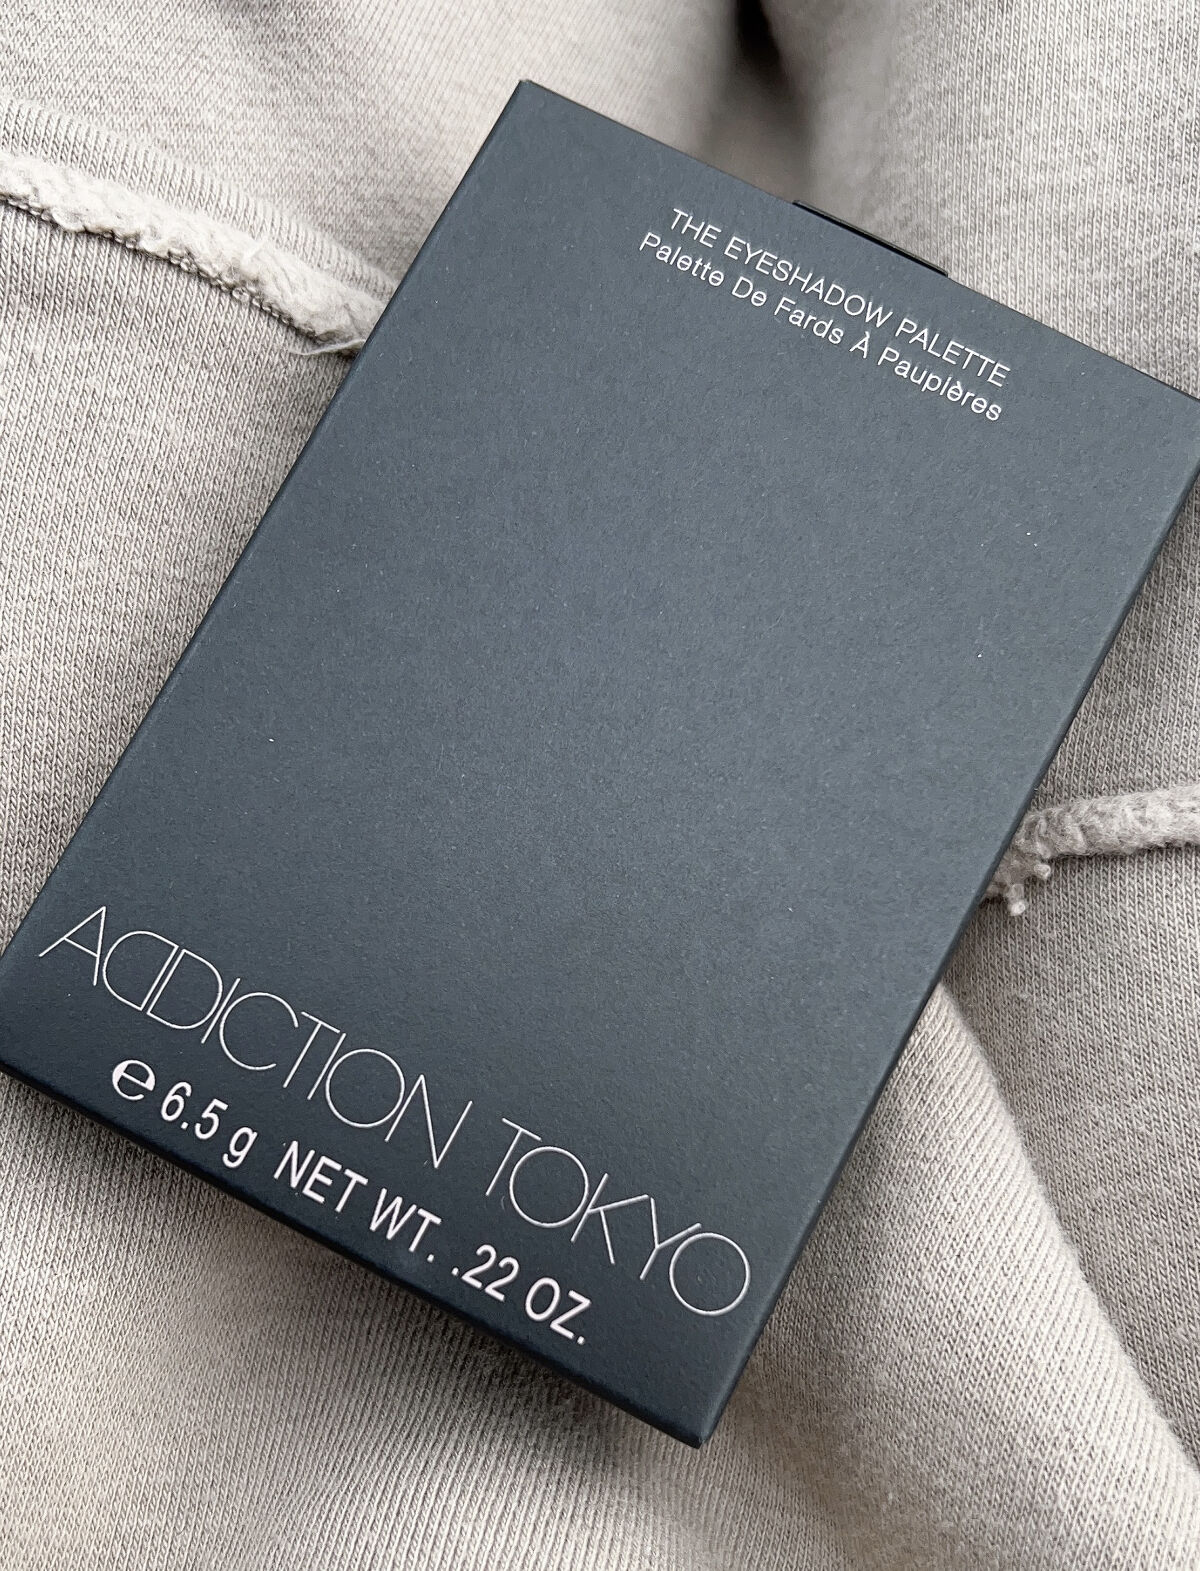 THE EYESHADOW PALETTE
Palette De Fards À Paupières
ADDICTION TOKYO
℮ 6.5 g NET WT. .22 OZ.